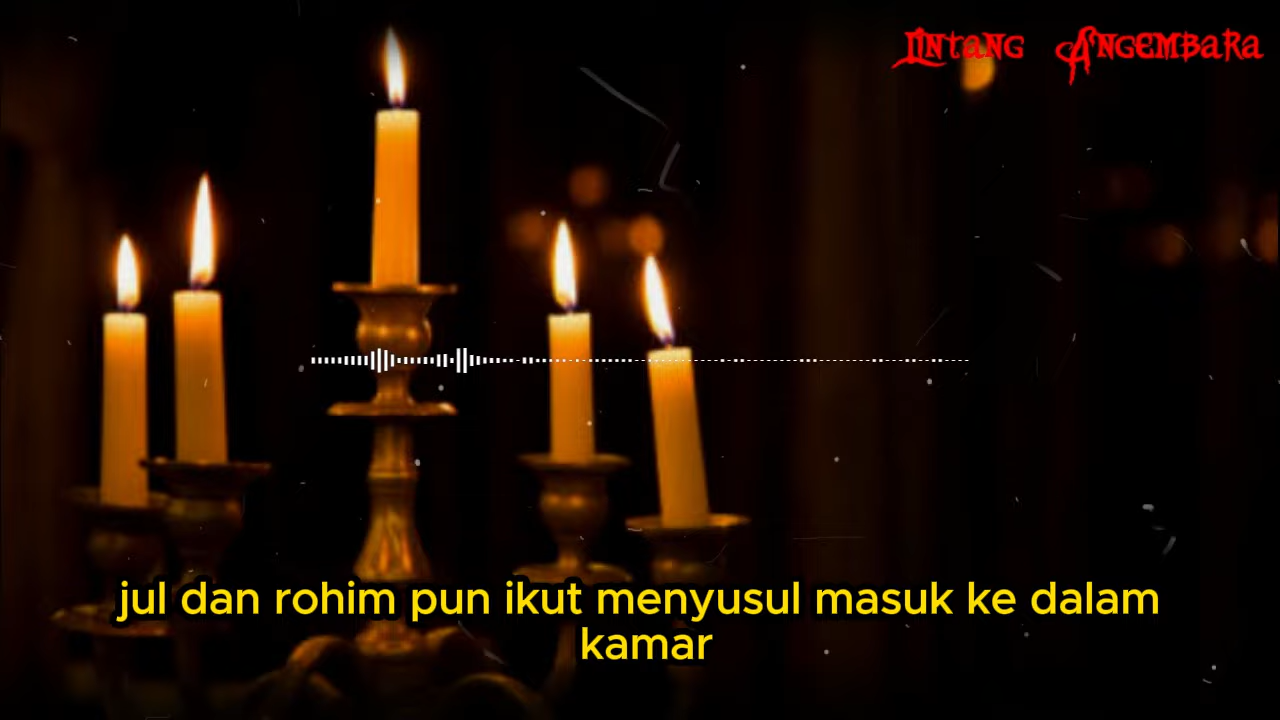 Lintang Angembara
jul dan rohim pun ikut menyusul masuk ke dalam
kamar